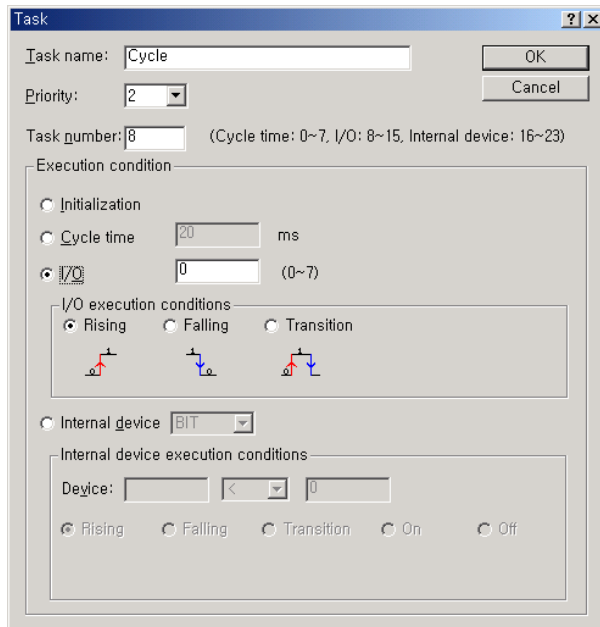 Task
? ×
Task name: Cycle
OK
Priority: 2
Cancel
Task number: 8 (Cycle time: 0~7, I/O: 8~15, Internal device: 16~23)
Execution condition
Initialization
Cycle time 20 ms
I/O 0 (0~7)
I/O execution conditions
Rising Falling Transition
0 1 1 0 0 1
Internal device BIT
Internal device execution conditions
Device: < 0
Rising Falling Transition On Off